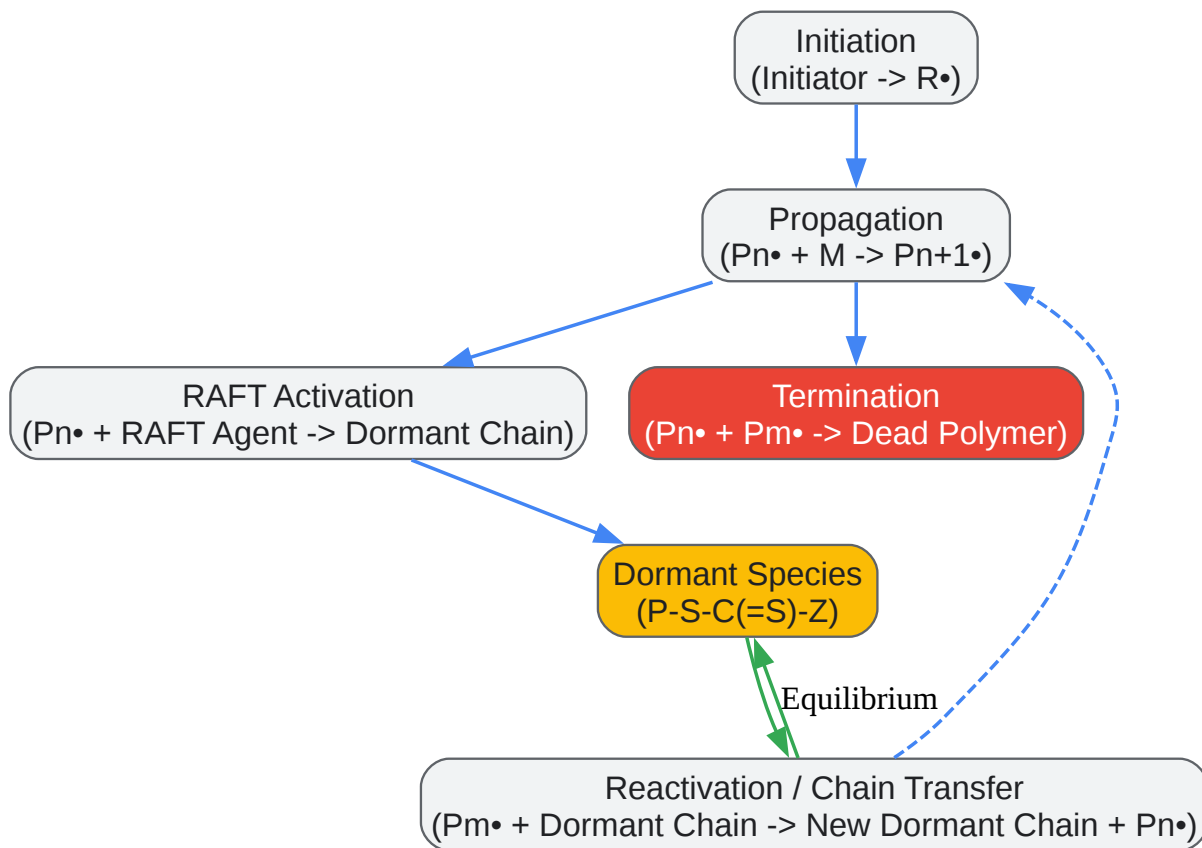 Initiation
(Initiator -> R•)
Propagation
(Pn• + M -> Pn+1•)
RAFT Activation
(Pn• + RAFT Agent -> Dormant Chain)
Termination
(Pn• + Pm• -> Dead Polymer)
Dormant Species
(P-S-C(=S)-Z)
Equilibrium
Reactivation / Chain Transfer
(Pm• + Dormant Chain -> New Dormant Chain + Pn•)